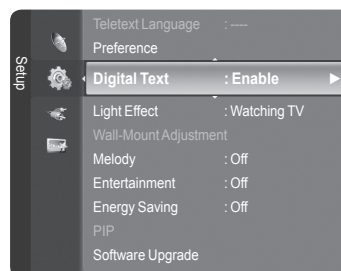 Setup
Teletext Language : ----
Preference
Digital Text : Enable
Light Effect : Watching TV
Wall-Mount Adjustment
Melody : Off
Entertainment : Off
Energy Saving : Off
PIP
Software Upgrade